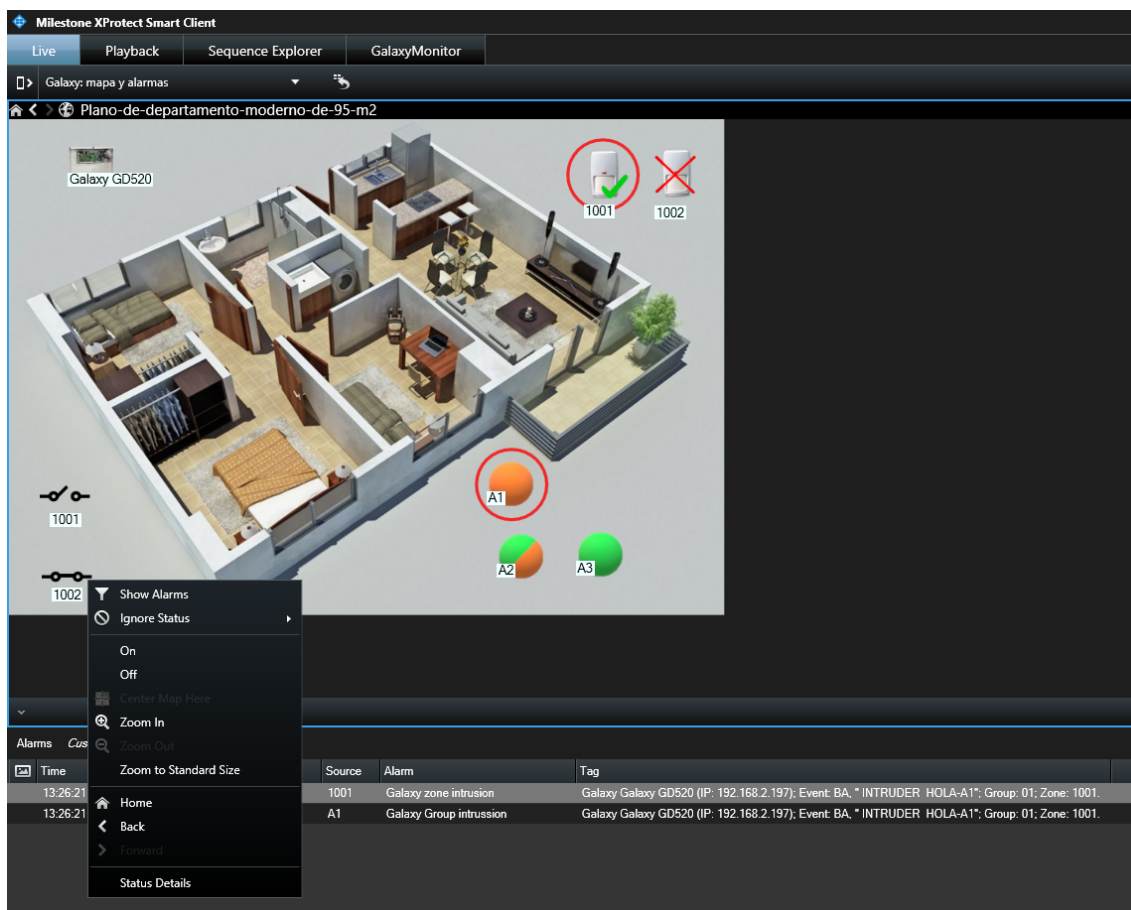 Milestone XProtect Smart Client
Live Playback Sequence Explorer GalaxyMonitor
Galaxy: mapa y alarmas
Plano-de-departamento-moderno-de-95-m2
Galaxy GD520
1001 1002
A1
A2 A3
1001
1002
Show Alarms
Ignore Status
On
Off
Center Map Here
Zoom In
Zoom Out
Zoom to Standard Size
Home
Back
Forward
Status Details
Alarms Cus
Time Source Alarm Tag
13:26:21 1001 Galaxy zone intrusion Galaxy Galaxy GD520 (IP: 192.168.2.197); Event: BA, " INTRUDER HOLA-A1"; Group: 01; Zone: 1001.
13:26:21 A1 Galaxy Group intrussion Galaxy Galaxy GD520 (IP: 192.168.2.197); Event: BA, " INTRUDER HOLA-A1"; Group: 01; Zone: 1001.